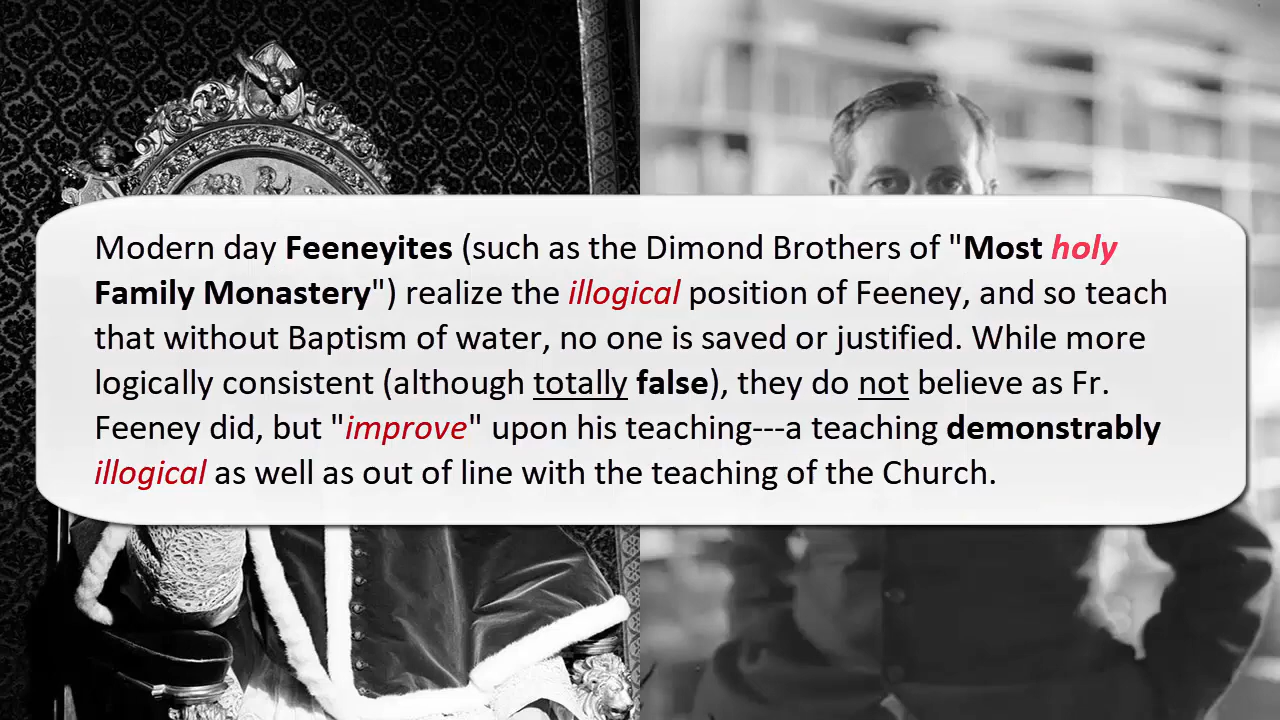 Modern day Feeneyites (such as the Dimond Brothers of "Most holy
Family Monastery") realize the illogical position of Feeney, and so teach
that without Baptism of water, no one is saved or justified. While more
logically consistent (although totally false), they do not believe as Fr.
Feeney did, but "improve" upon his teaching---a teaching demonstrably
illogical as well as out of line with the teaching of the Church.